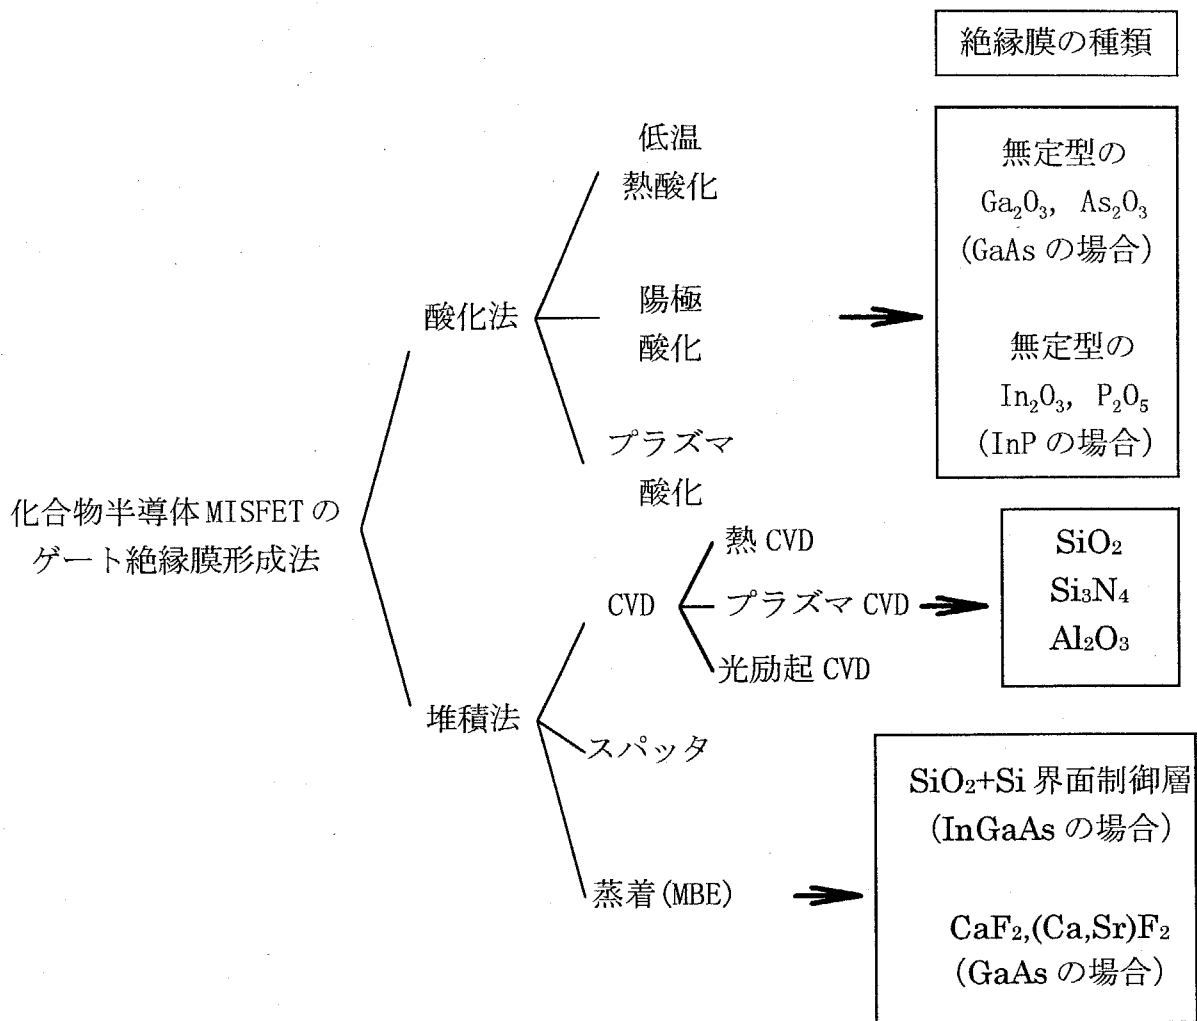 絶縁膜の種類
低温
熱酸化
無定型の
Ga₂O₃, As₂O₃
(GaAs の場合)
酸化法
陽極
酸化
無定型の
In₂O₃, P₂O₅
(InP の場合)
プラズマ
酸化
化合物半導体 MISFET の
ゲート絶縁膜形成法
熱 CVD
CVD
プラズマ CVD
光励起 CVD
SiO₂
Si₃N₄
Al₂O₃
堆積法
スパッタ
蒸着(MBE)
SiO₂+Si 界面制御層
(InGaAs の場合)
CaF₂,(Ca,Sr)F₂
(GaAs の場合)